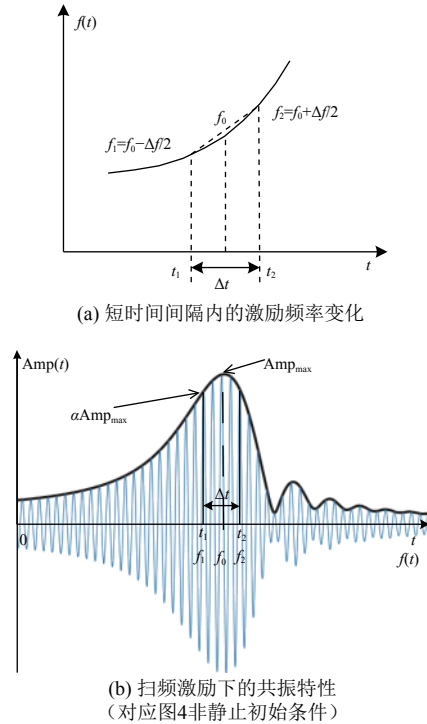 f(t)
f₀
f₂=f₀+Δf/2
f₁=f₀−Δf/2
t₁ t₂ t
Δt
(a) 短时间间隔内的激励频率变化
Amp(t) Ampₘₐₓ
αAmpₘₐₓ
Δt
0 t₁ t₂ t
f₁ f₀ f₂ f(t)
(b) 扫频激励下的共振特性
（对应图4非静止初始条件）